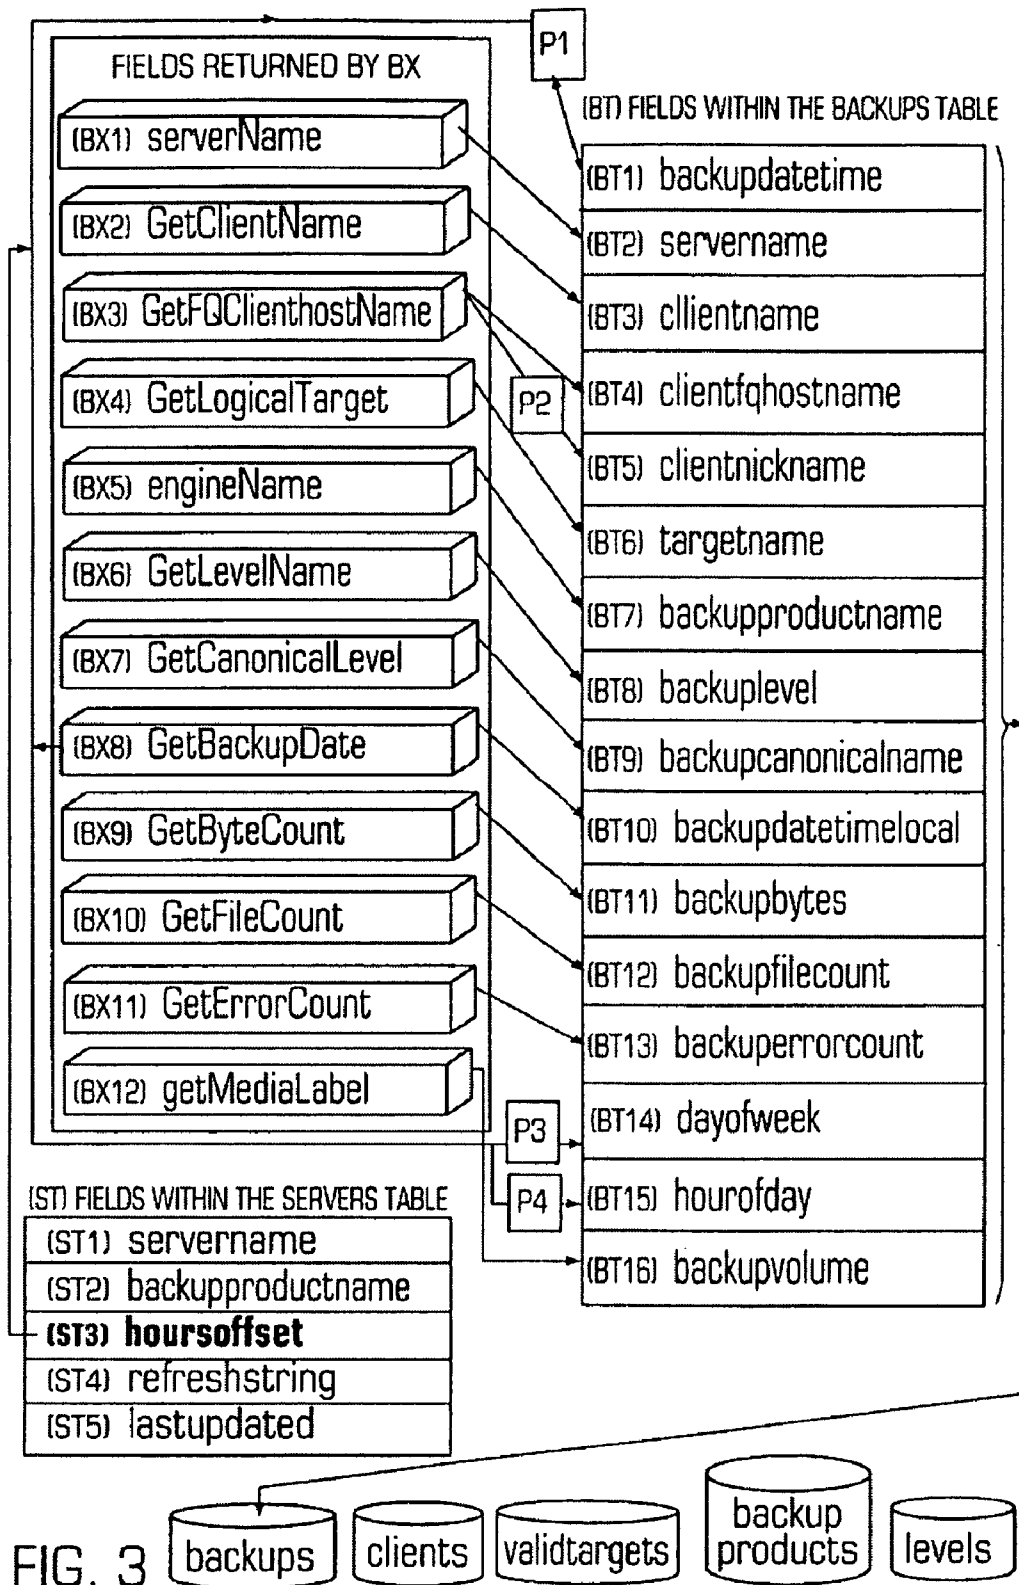 P1
FIELDS RETURNED BY BX
(BX1) serverName
(BX2) GetClientName
(BX3) GetFQClienthostName
(BX4) GetLogicalTarget
(BX5) engineName
(BX6) GetLevelName
(BX7) GetCanonicalLevel
(BX8) GetBackupDate
(BX9) GetByteCount
(BX10) GetFileCount
(BX11) GetErrorCount
(BX12) getMediaLabel
P2
P3
P4
(BT) FIELDS WITHIN THE BACKUPS TABLE
(BT1) backupdatetime
(BT2) servername
(BT3) cllientname
(BT4) clientfqhostname
(BT5) clientnickname
(BT6) targetname
(BT7) backupproductname
(BT8) backuplevel
(BT9) backupcanonicalname
(BT10) backupdatetimelocal
(BT11) backupbytes
(BT12) backupfilecount
(BT13) backuperrorcount
(BT14) dayofweek
(BT15) hourofday
(BT16) backupvolume
(ST) FIELDS WITHIN THE SERVERS TABLE
(ST1) servername
(ST2) backupproductname
(ST3) hoursoffset
(ST4) refreshstring
(ST5) lastupdated
FIG. 3
backups
clients
validtargets
backup
products
levels